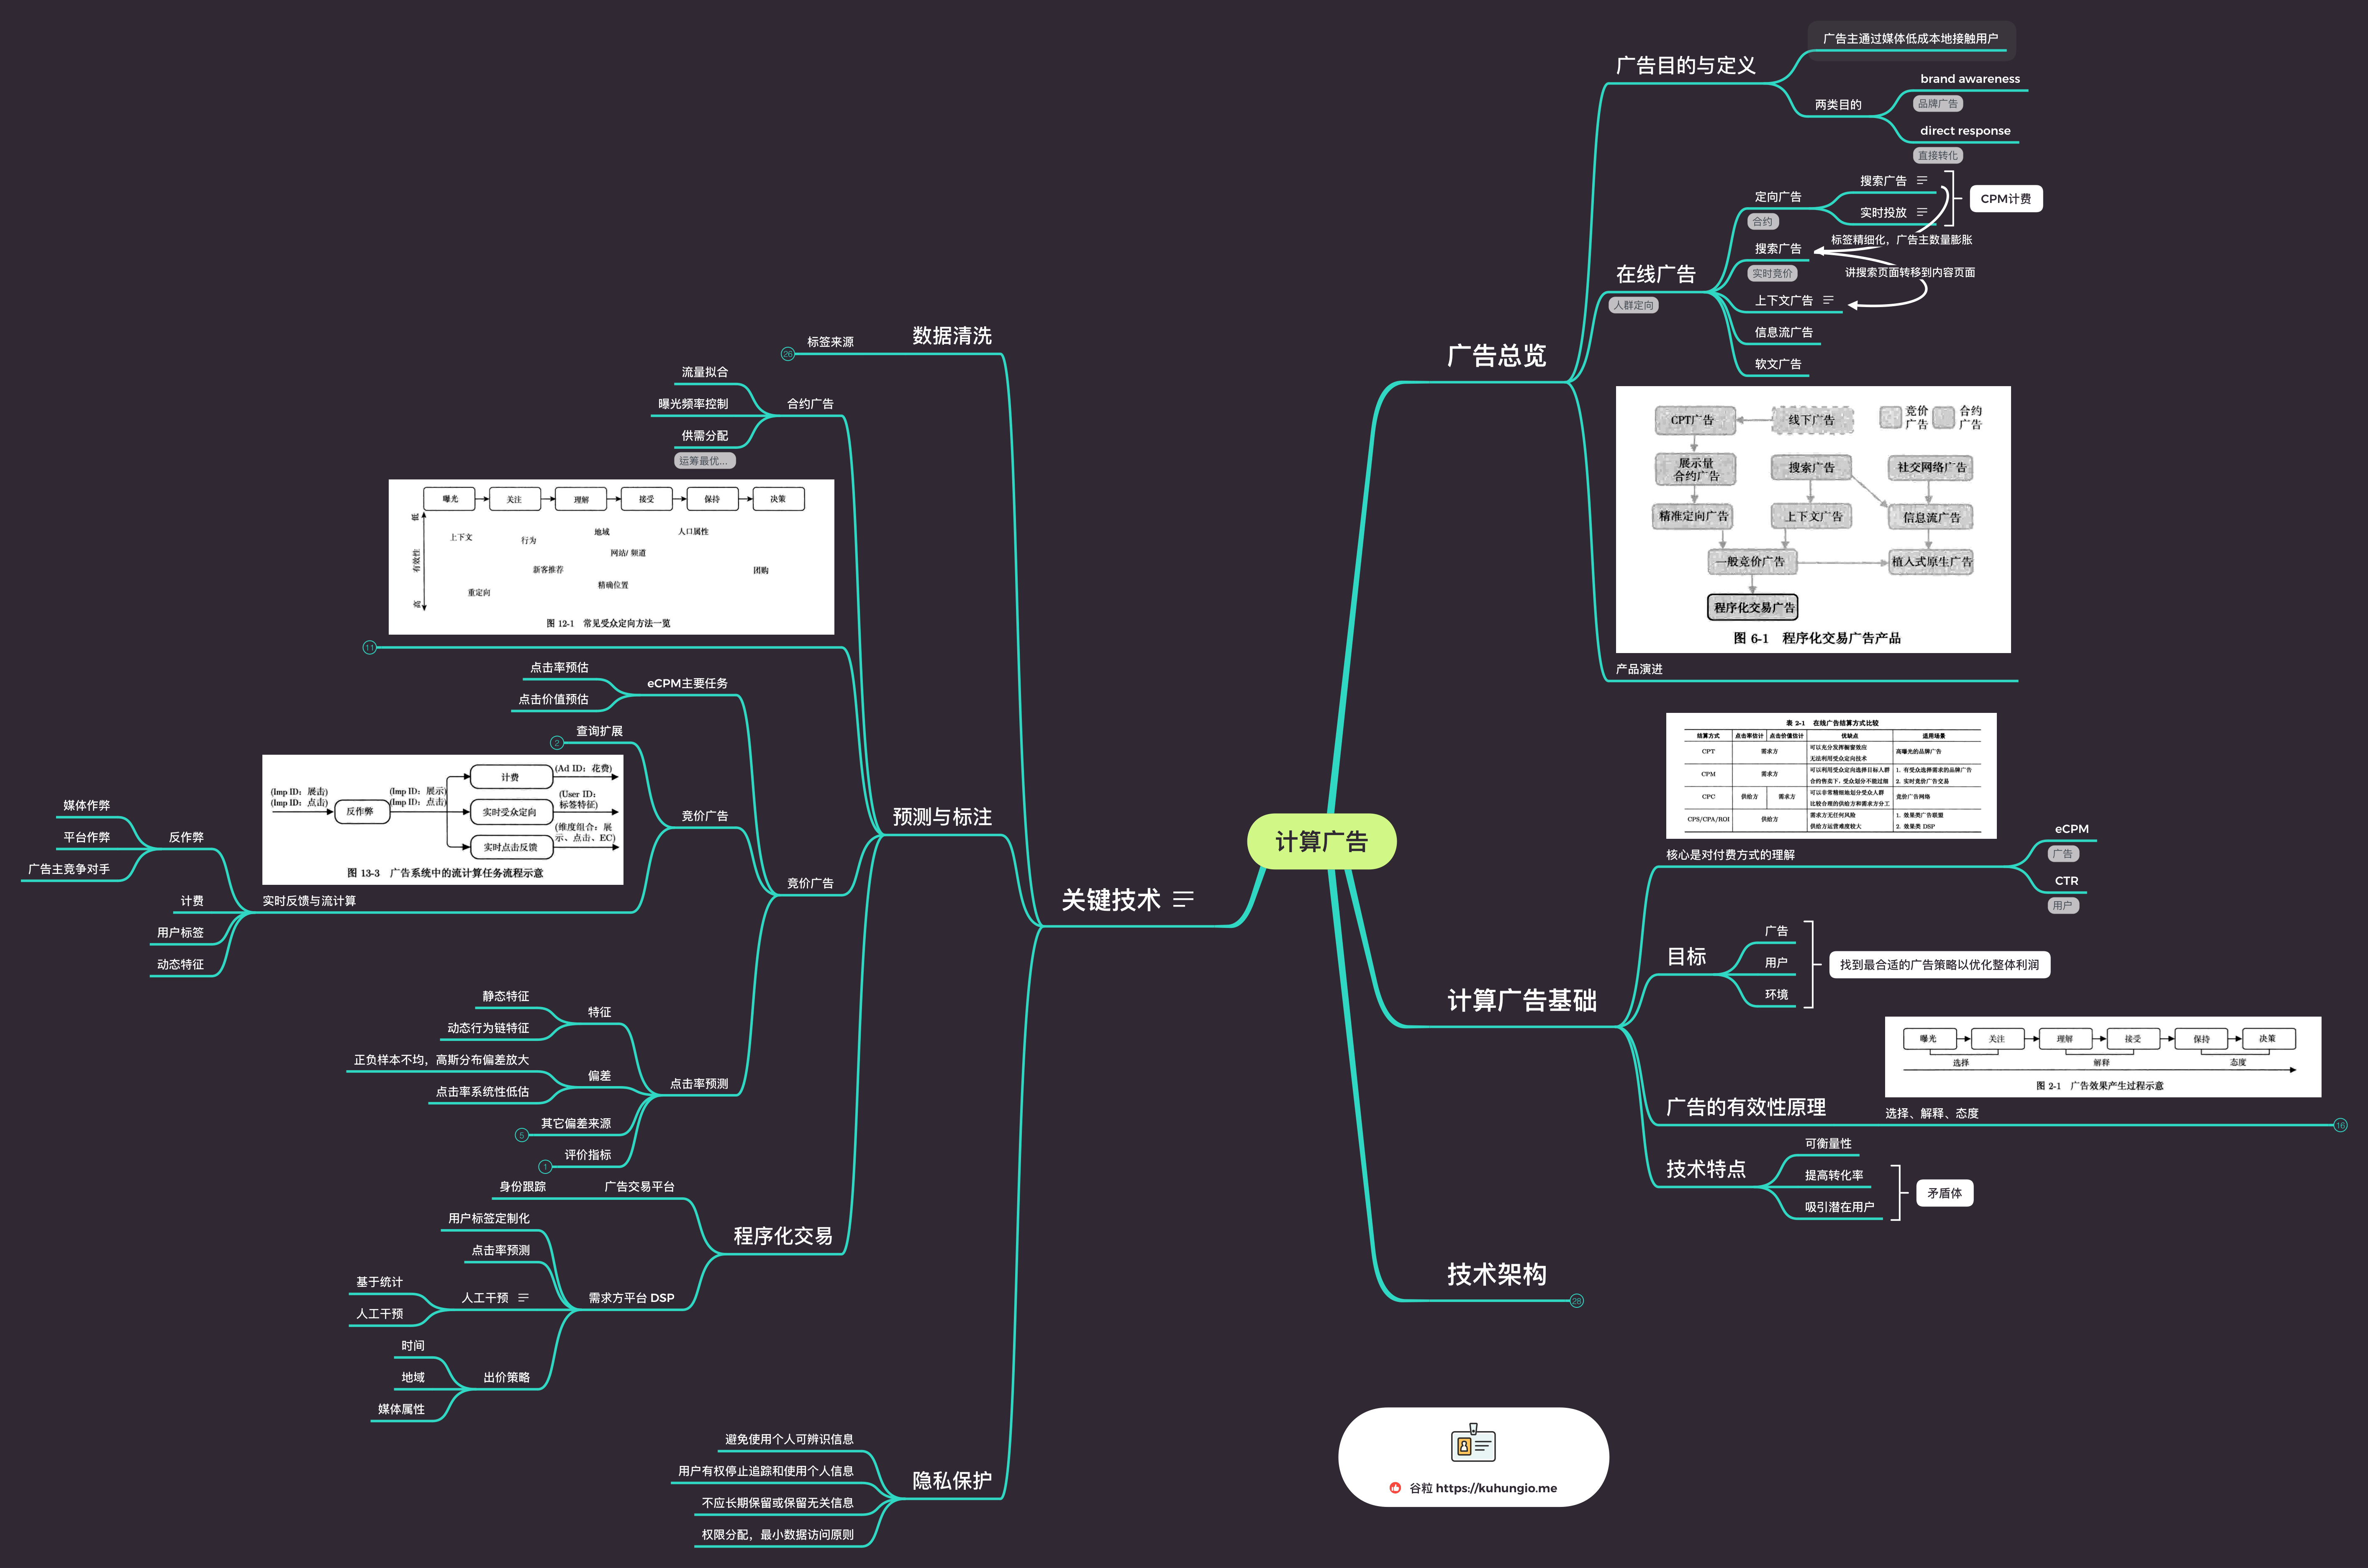 计算广告
广告总览
广告目的与定义
广告主通过媒体低成本地接触用户
两类目的
brand awareness
品牌广告
direct response
直接转化
在线广告
人群定向
定向广告
合约
搜索广告
实时投放
CPM计费
标签精细化，广告主数量膨胀
搜索广告
实时竞价
讲搜索页面转移到内容页面
上下文广告
信息流广告
软文广告
CPT广告
线下广告
竞价
广告
合约
广告
展示量
合约广告
搜索广告
社交网络广告
精准定向广告
上下文广告
信息流广告
一般竞价广告
植入式原生广告
程序化交易广告
图 6-1 程序化交易广告产品
产品演进
计算广告基础
表 2-1 在线广告结算方式比较
结算方式 点击率估计 点击价值估计 优缺点 适用场景
CPT 需求方 可以充分发挥橱窗效应 高曝光的品牌广告
无法利用受众定向技术
CPM 需求方 可以利用受众定向选择目标人群 1. 有受众选择需求的品牌广告
合约售卖下，受众划分不能过细 2. 实时竞价广告交易
CPC 供给方 需求方 可以非常精细地划分受众人群 竞价广告网络
比较合理的供给方和需求方分工
CPS/CPA/ROI 供给方 需求方无任何风险 1. 效果类广告联盟
供给方运营难度较大 2. 效果类 DSP
核心是对付费方式的理解
eCPM
广告
CTR
用户
目标
广告
用户
环境
找到最合适的广告策略以优化整体利润
广告的有效性原理
曝光 关注 理解 接受 保持 决策
选择 解释 态度
图 2-1 广告效果产生过程示意
选择、解释、态度
16
技术特点
可衡量性
提高转化率
吸引潜在用户
矛盾体
技术架构
28
关键技术
数据清洗
标签来源
26
预测与标注
合约广告
流量拟合
曝光频率控制
供需分配
运筹最优...
曝光 关注 理解 接受 保持 决策
低
有效性
高
上下文
行为
地域
人口属性
网站/ 频道
新客推荐
精确位置
团购
重定向
图 12-1 常见受众定向方法一览
11
竞价广告
eCPM主要任务
点击率预估
点击价值预估
竞价广告
查询扩展
2
(Imp ID：展击)
(Imp ID：点击)
反作弊
(Imp ID：展示)
(Imp ID：点击)
计费
(Ad ID：花费)
实时受众定向
(User ID：
标签特征)
实时点击反馈
(维度组合：展
示、点击、EC)
图 13-3 广告系统中的流计算任务流程示意
实时反馈与流计算
反作弊
媒体作弊
平台作弊
广告主竞争对手
计费
用户标签
动态特征
点击率预测
特征
静态特征
动态行为链特征
偏差
正负样本不均，高斯分布偏差放大
点击率系统性低估
其它偏差来源
5
评价指标
1
程序化交易
广告交易平台
身份跟踪
需求方平台 DSP
用户标签定制化
点击率预测
人工干预
基于统计
人工干预
出价策略
时间
地域
媒体属性
隐私保护
避免使用个人可辨识信息
用户有权停止追踪和使用个人信息
不应长期保留或保留无关信息
权限分配，最小数据访问原则
谷粒 https://kuhungio.me